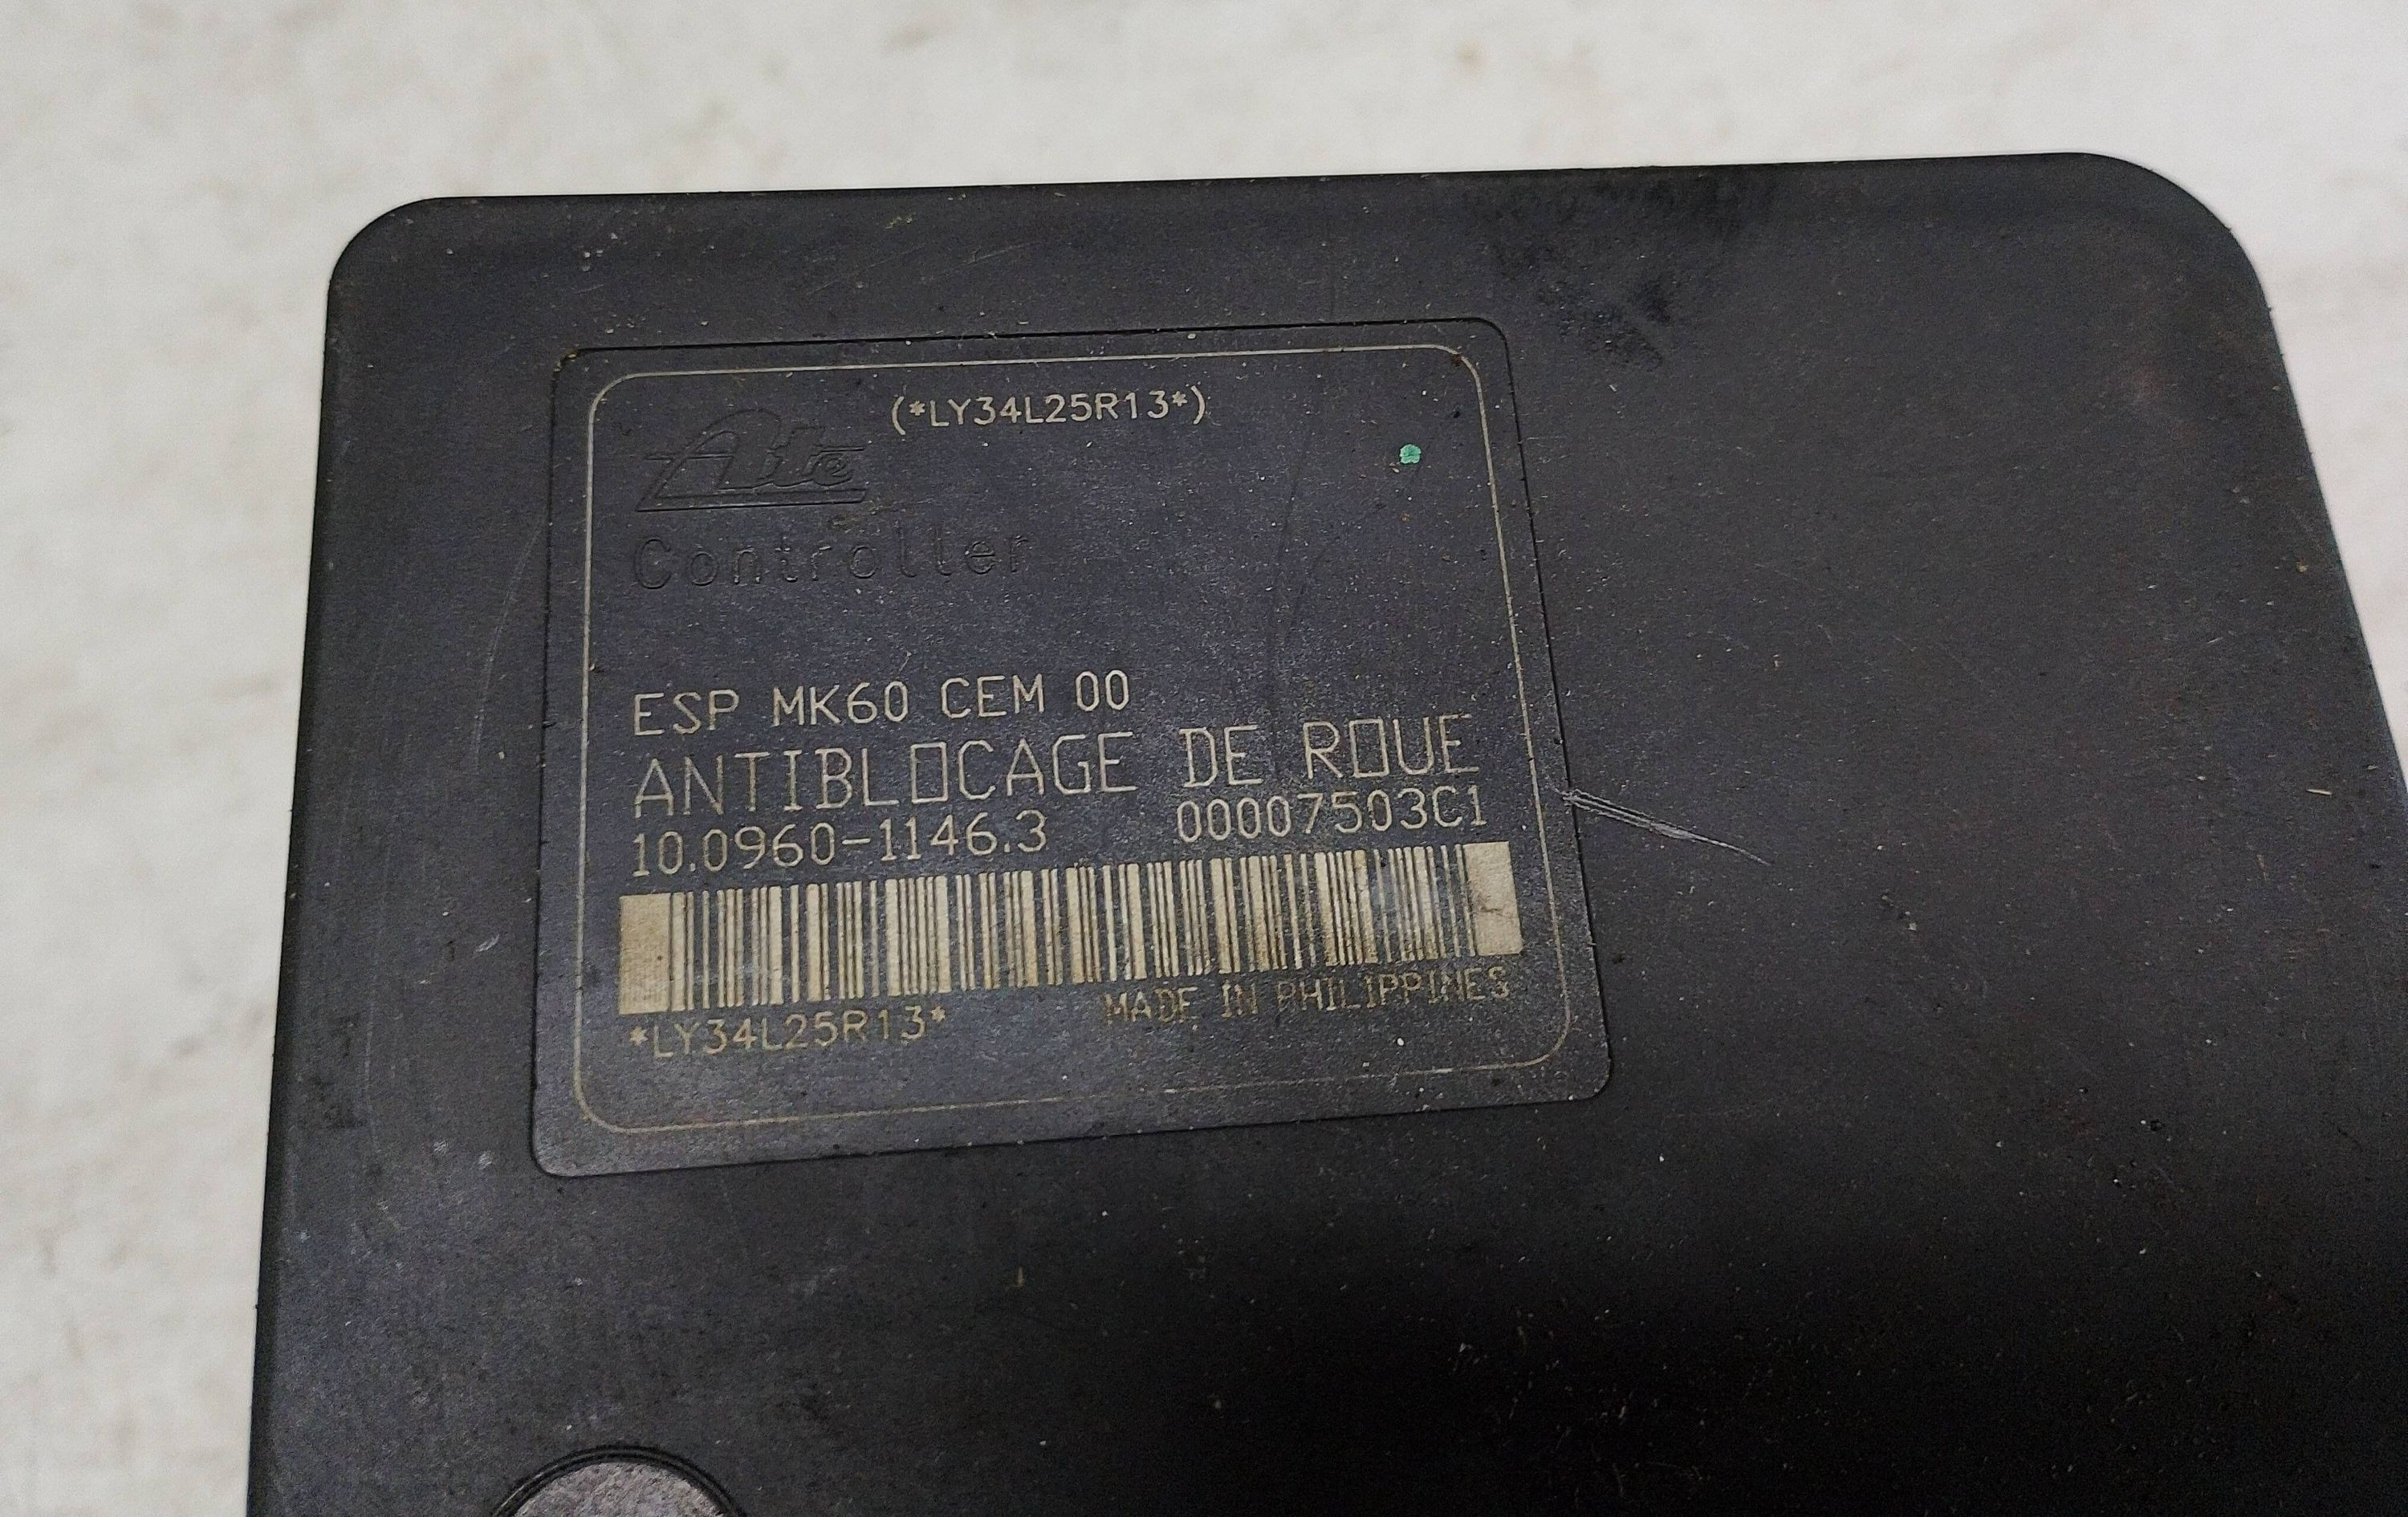 (*LY34L25R13*)
Ate
Controller
ESP MK60 CEM 00
ANTIBLOCAGE DE ROUE
10.0960-1146.3 00007503C1
*LY34L25R13* MADE IN PHILIPPINES